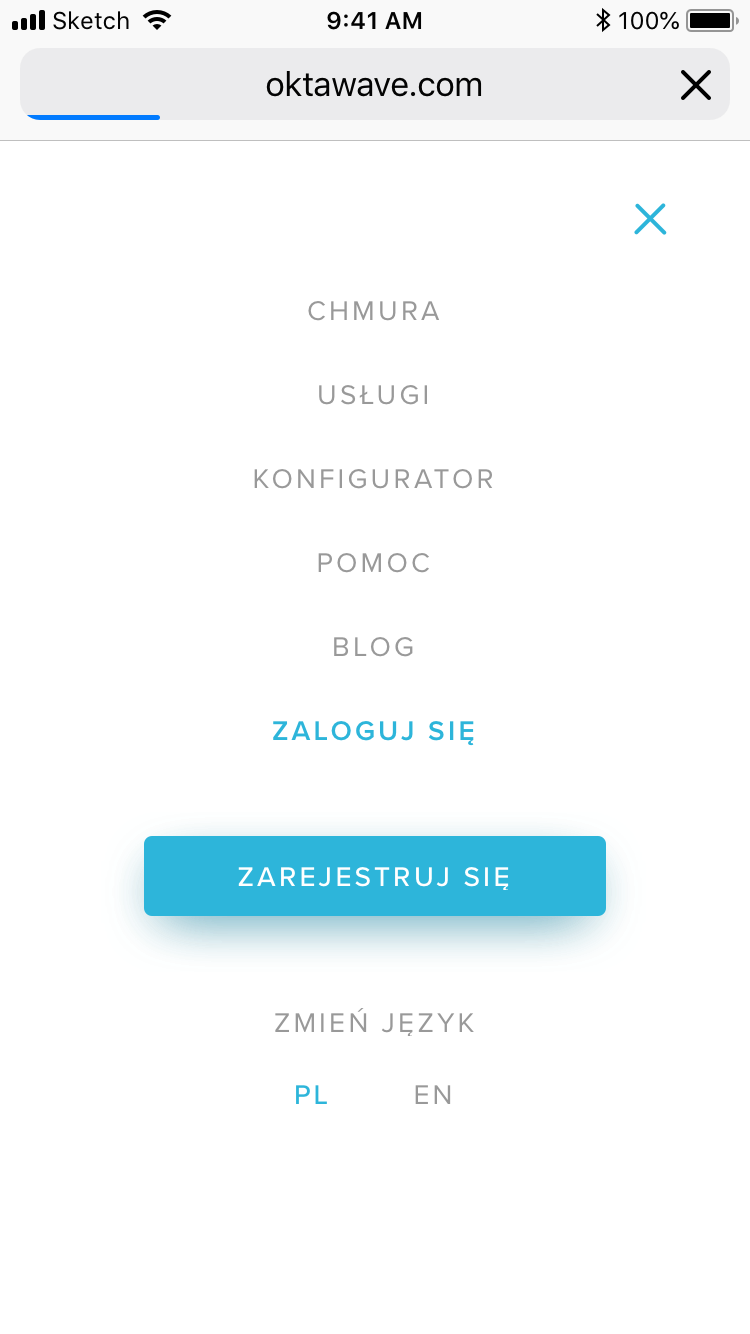 Sketch 9:41 AM 100%
oktawave.com
CHMURA
USŁUGI
KONFIGURATOR
POMOC
BLOG
ZALOGUJ SIĘ
ZAREJESTRUJ SIĘ
ZMIEŃ JĘZYK
PL EN